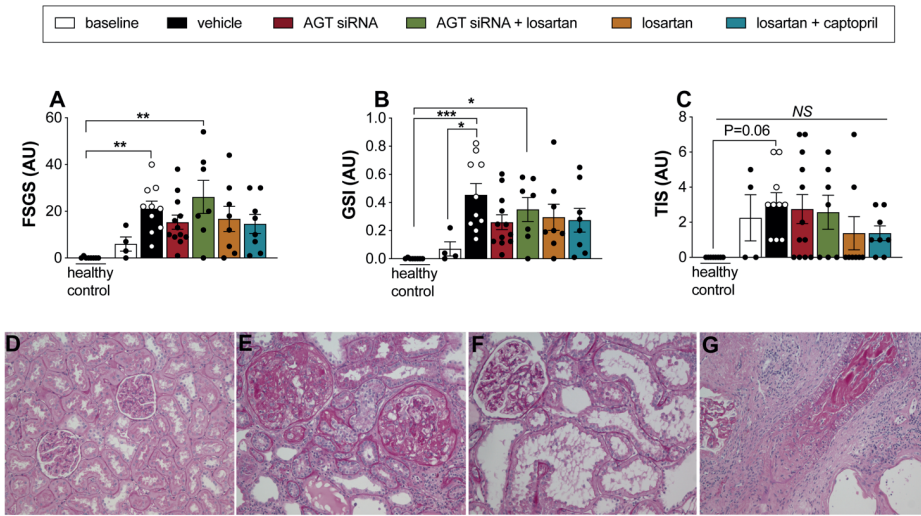 baseline vehicle AGT siRNA AGT siRNA + losartan losartan losartan + captopril
A
FSGS (AU)
60
40
20
0
**
**
healthy
control
B
GSI (AU)
1.0
0.8
0.6
0.4
0.2
0.0
*
***
*
healthy
control
C
TIS (AU)
8
6
4
2
0
NS
P=0.06
healthy
control
D
E
F
G